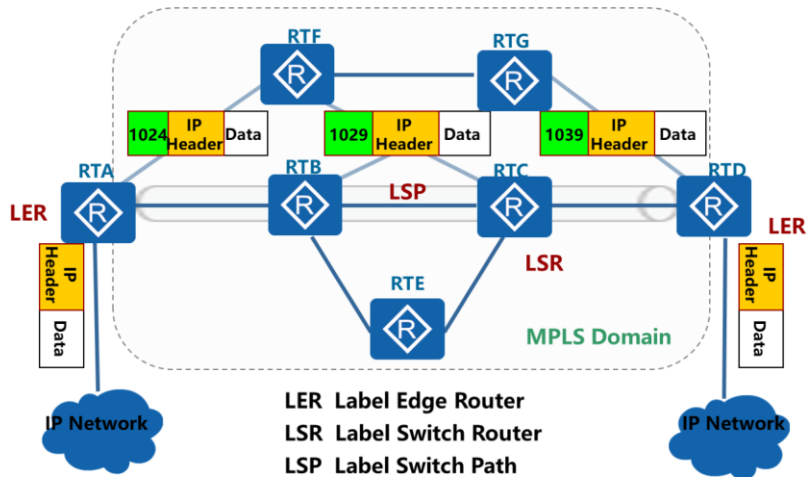 RTF
RTG
1024 IP Header Data
1029 IP Header Data
1039 IP Header Data
RTA
RTB
RTC
RTD
R
R
R
R
R
R
R
LER
LSP
LER
LSR
IP Header
Data
IP Header
Data
RTE
MPLS Domain
IP Network
IP Network
LER Label Edge Router
LSR Label Switch Router
LSP Label Switch Path